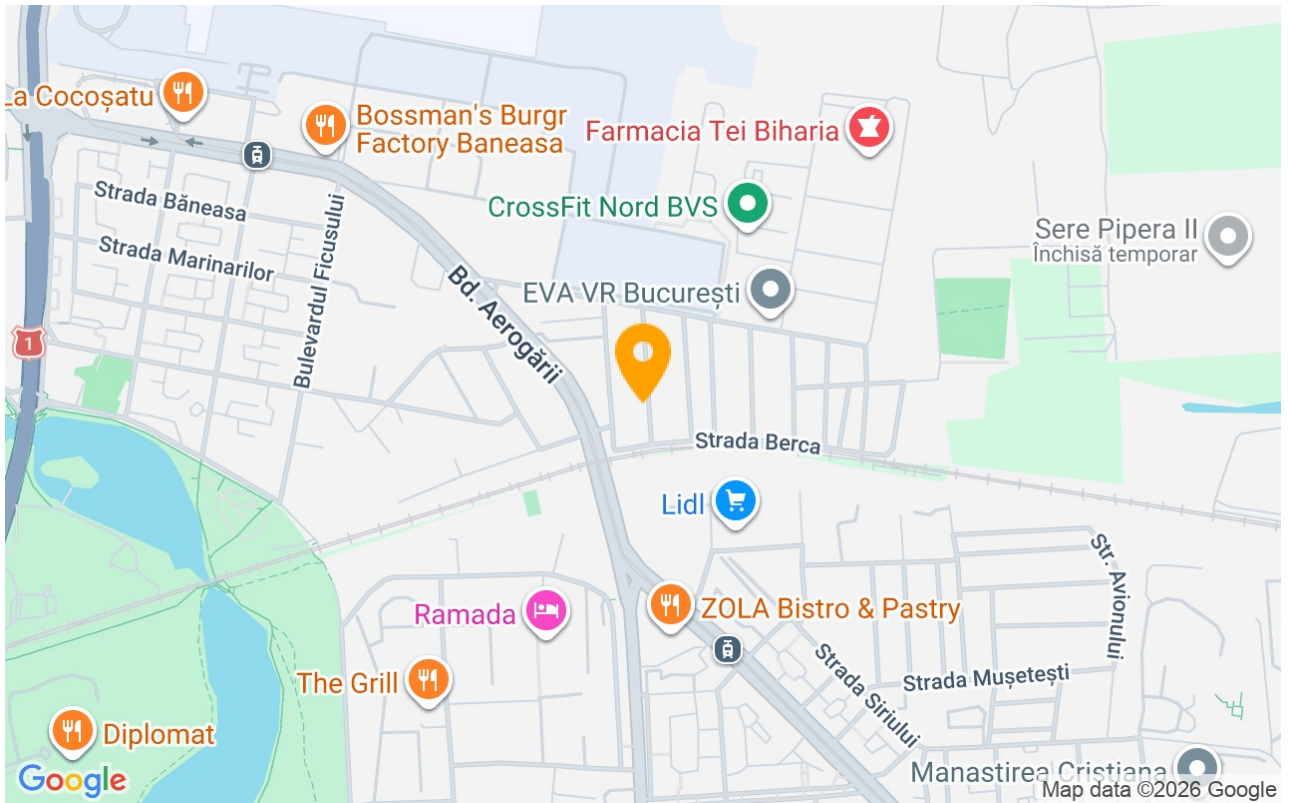 La Cocoșatu
Bossman's Burgr
Factory Baneasa
Farmacia Tei Biharia
Strada Băneasa
CrossFit Nord BVS
Sere Pipera II
Închisă temporar
Strada Marinarilor
Bulevardul Ficusului
Bd. Aerogării
EVA VR București
1
Strada Berca
Lidl
Str. Avionului
Ramada
ZOLA Bistro & Pastry
The Grill
Strada Siriului
Strada Mușetești
Diplomat
Google
Manastirea Cristiana
Map data ©2026 Google